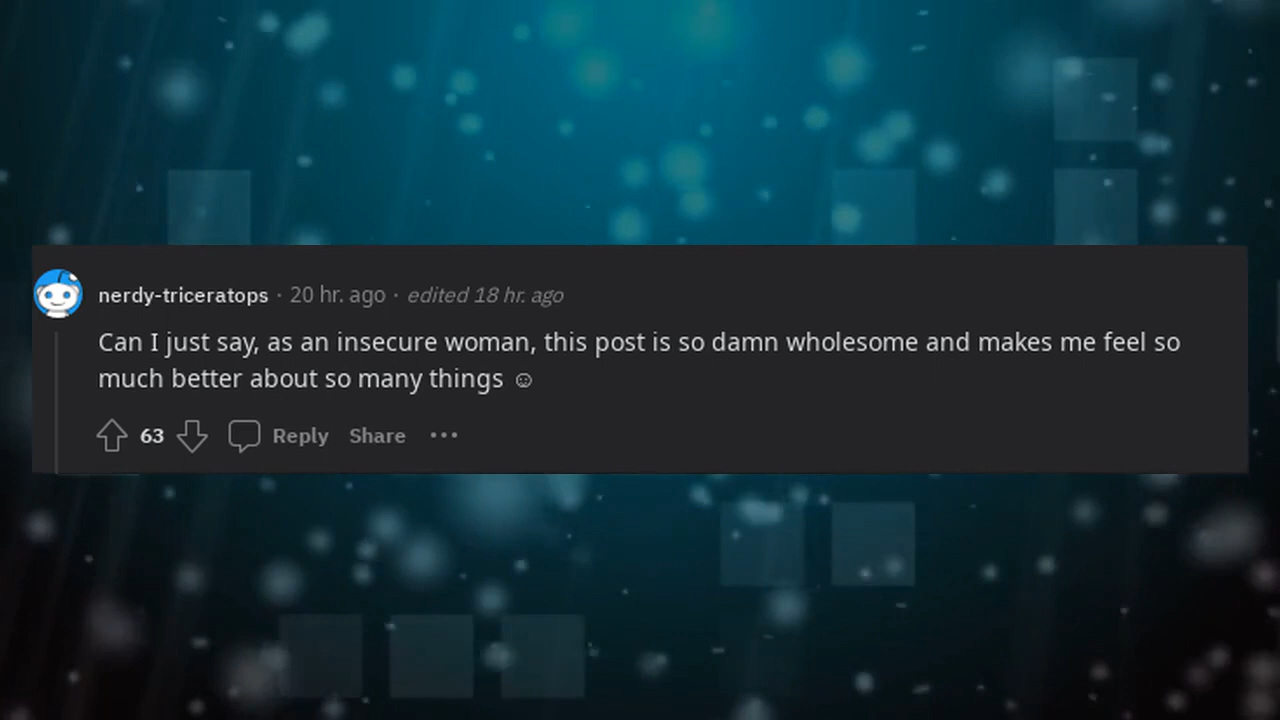 nerdy-triceratops · 20 hr. ago · edited 18 hr. ago
Can I just say, as an insecure woman, this post is so damn wholesome and makes me feel so
much better about so many things ☺
63 Reply Share ···